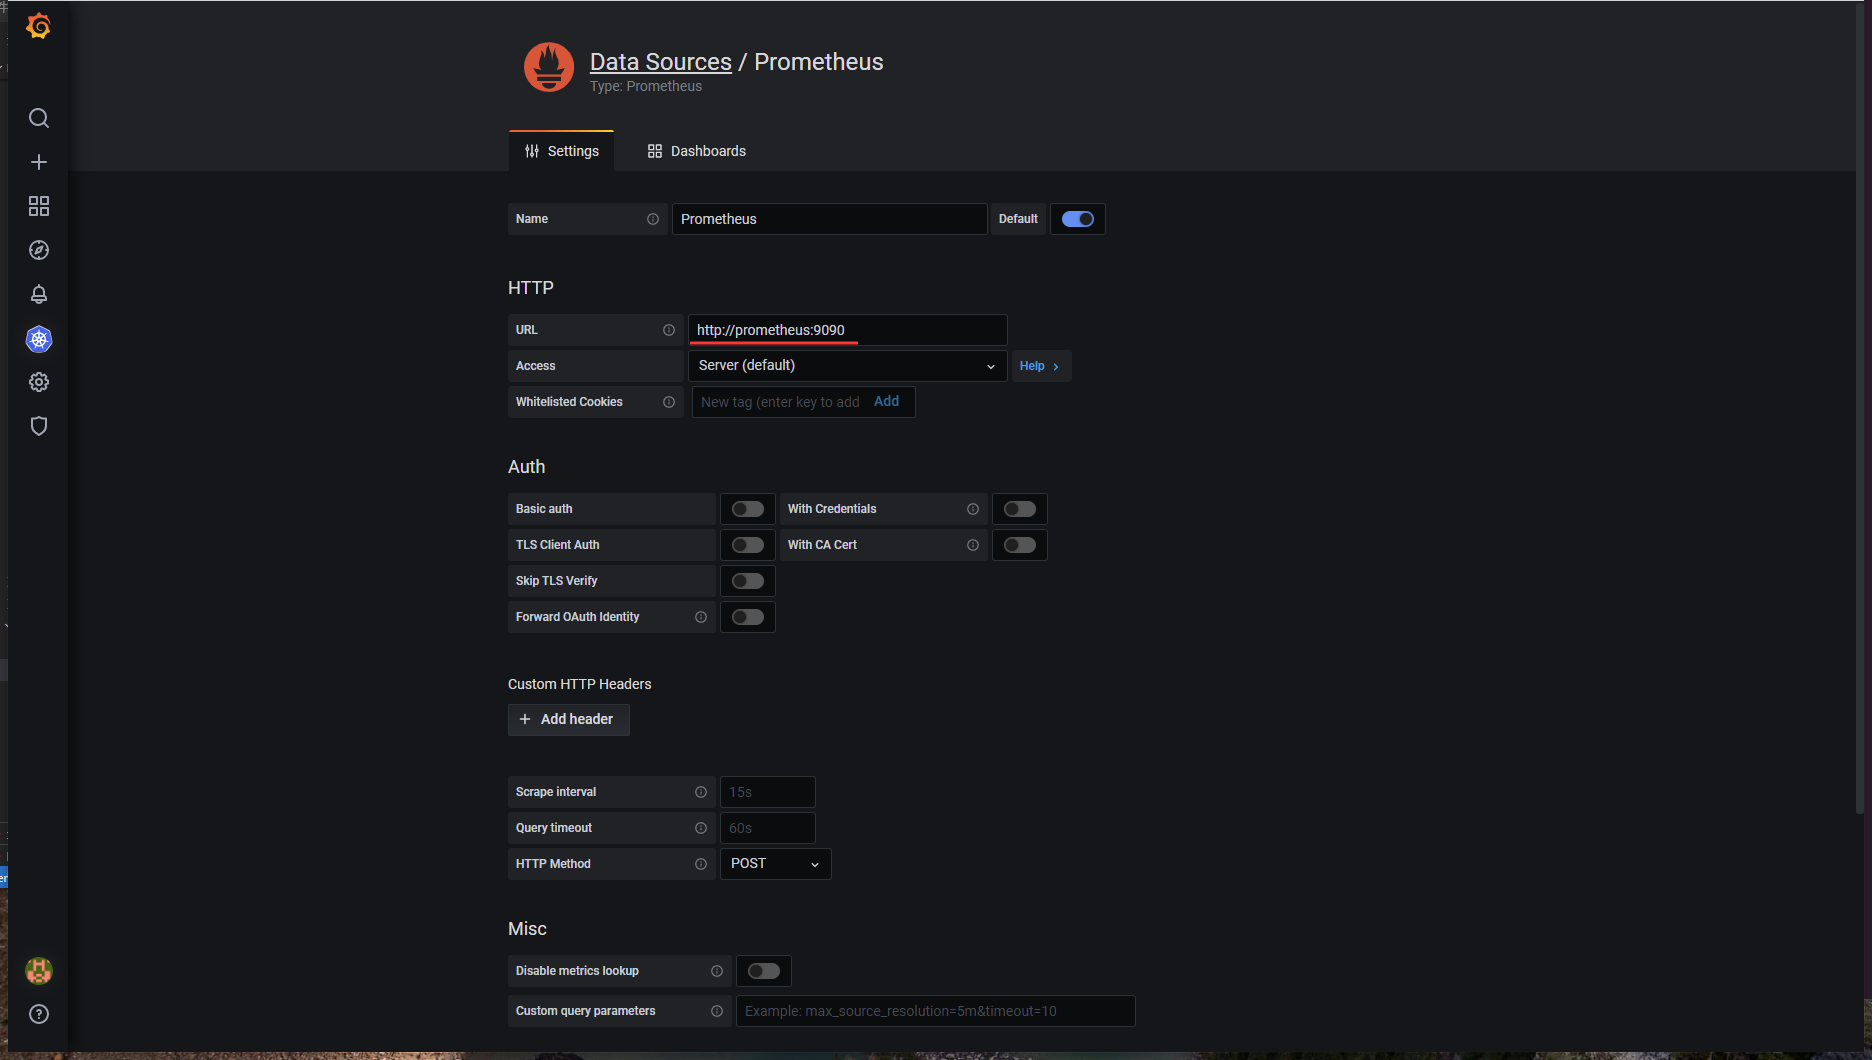 Data Sources / Prometheus
Type: Prometheus
Settings
Dashboards
Name
Prometheus
Default
HTTP
URL
http://prometheus:9090
Access
Server (default)
Help
Whitelisted Cookies
New tag (enter key to add
Add
Auth
Basic auth
With Credentials
TLS Client Auth
With CA Cert
Skip TLS Verify
Forward OAuth Identity
Custom HTTP Headers
Add header
Scrape interval
15s
Query timeout
60s
HTTP Method
POST
Misc
Disable metrics lookup
Custom query parameters
Example: max_source_resolution=5m&timeout=10